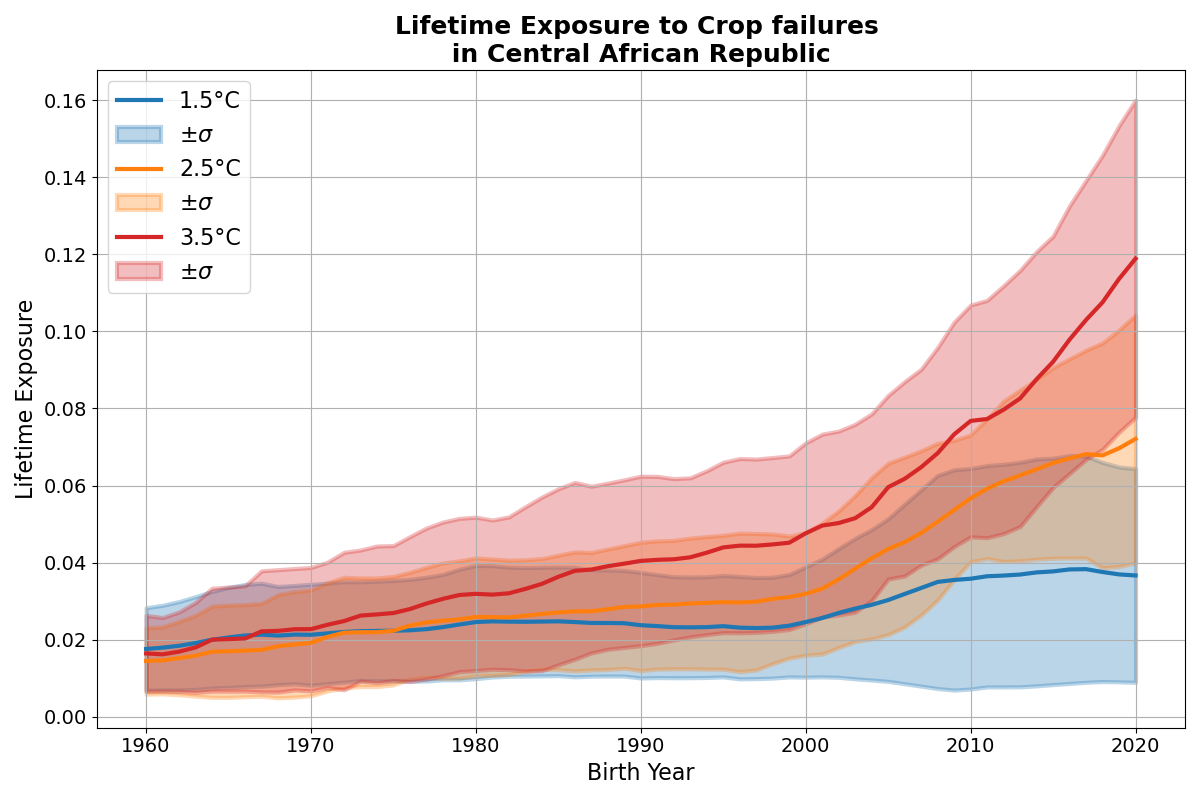 Lifetime Exposure to Crop failures
in Central African Republic
1.5°C
±σ
2.5°C
±σ
3.5°C
±σ
Lifetime Exposure
0.16
0.14
0.12
0.10
0.08
0.06
0.04
0.02
0.00
1960 1970 1980 1990 2000 2010 2020
Birth Year